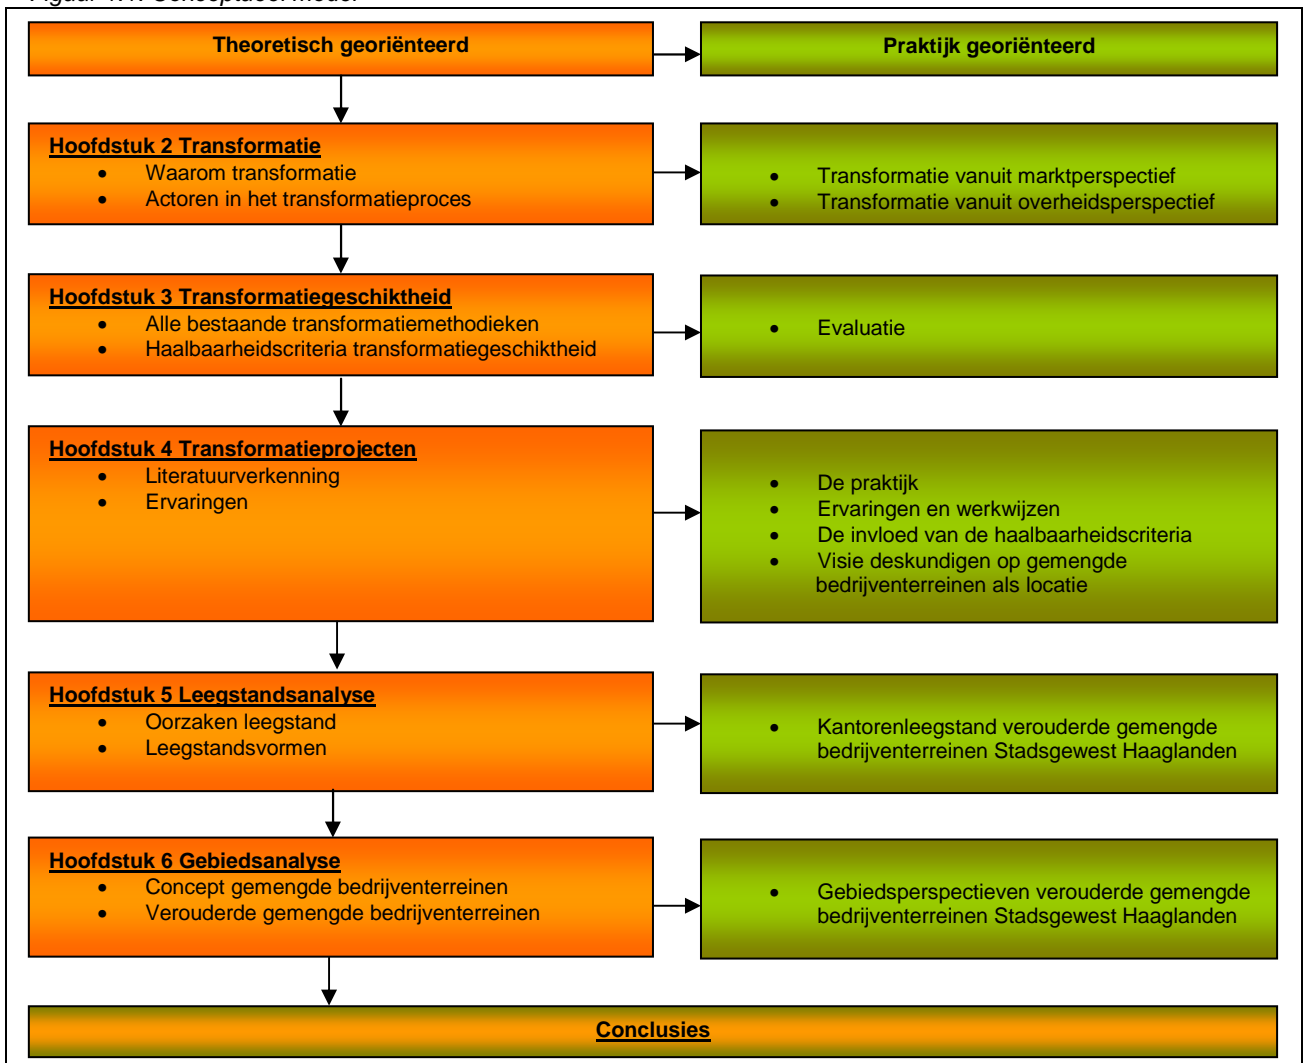 Theoretisch georiënteerd
Praktijk georiënteerd
Hoofdstuk 2 Transformatie
• Waarom transformatie
• Actoren in het transformatieproces
• Transformatie vanuit marktperspectief
• Transformatie vanuit overheidsperspectief
Hoofdstuk 3 Transformatiegeschiktheid
• Alle bestaande transformatiemethodieken
• Haalbaarheidscriteria transformatiegeschiktheid
• Evaluatie
Hoofdstuk 4 Transformatieprojecten
• Literatuurverkenning
• Ervaringen
• De praktijk
• Ervaringen en werkwijzen
• De invloed van de haalbaarheidscriteria
• Visie deskundigen op gemengde
bedrijventerreinen als locatie
Hoofdstuk 5 Leegstandsanalyse
• Oorzaken leegstand
• Leegstandsvormen
• Kantorenleegstand verouderde gemengde
bedrijventerreinen Stadsgewest Haaglanden
Hoofdstuk 6 Gebiedsanalyse
• Concept gemengde bedrijventerreinen
• Verouderde gemengde bedrijventerreinen
• Gebiedsperspectieven verouderde gemengde
bedrijventerreinen Stadsgewest Haaglanden
Conclusies